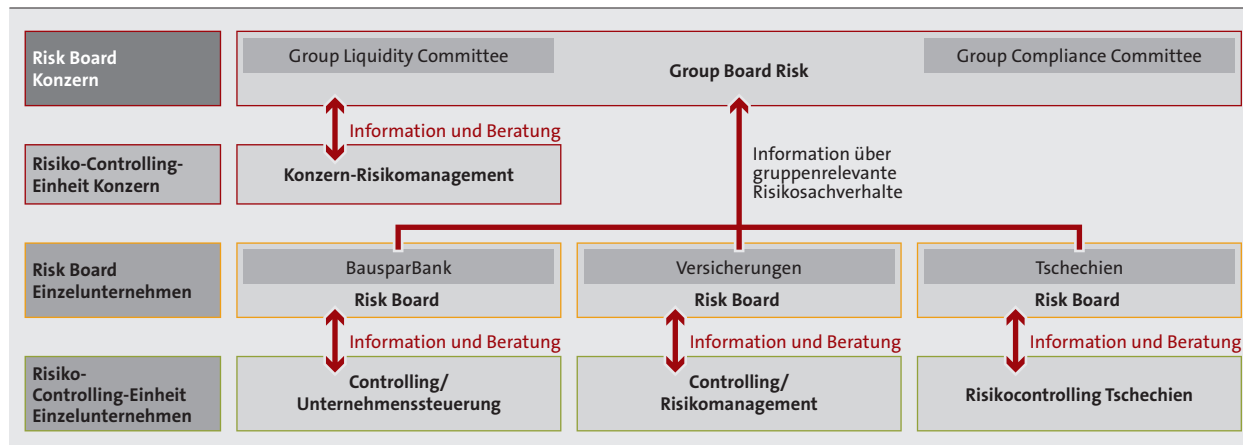 Risk Board
Konzern
Group Liquidity Committee
Group Board Risk
Group Compliance Committee
Information und Beratung
Risiko-Controlling-
Einheit Konzern
Konzern-Risikomanagement
Information über
gruppenrelevante
Risikosachverhalte
Risk Board
Einzelunternehmen
BausparBank
Risk Board
Versicherungen
Risk Board
Tschechien
Risk Board
Information und Beratung
Information und Beratung
Information und Beratung
Risiko-
Controlling-Einheit
Einzelunternehmen
Controlling/
Unternehmenssteuerung
Controlling/
Risikomanagement
Risikocontrolling Tschechien